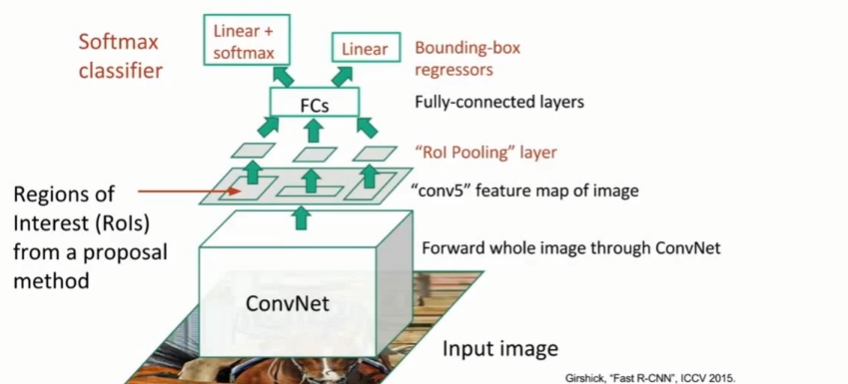 Softmax
classifier
Linear +
softmax
Linear
Bounding-box
regressors
FCs
Fully-connected layers
"RoI Pooling" layer
"conv5" feature map of image
Regions of
Interest (RoIs)
from a proposal
method
Forward whole image through ConvNet
ConvNet
Input image
Girshick, "Fast R-CNN", ICCV 2015.